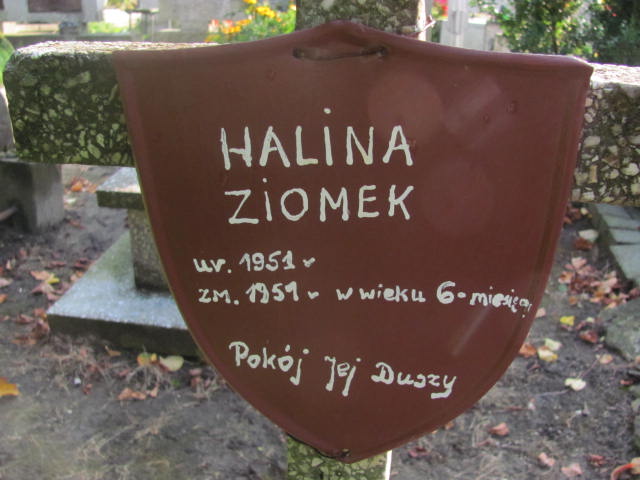 HALINA
ZIOMEK
ur. 1951 r
zm. 1951 r w wieku 6-miesięcy
Pokój Jej Duszy